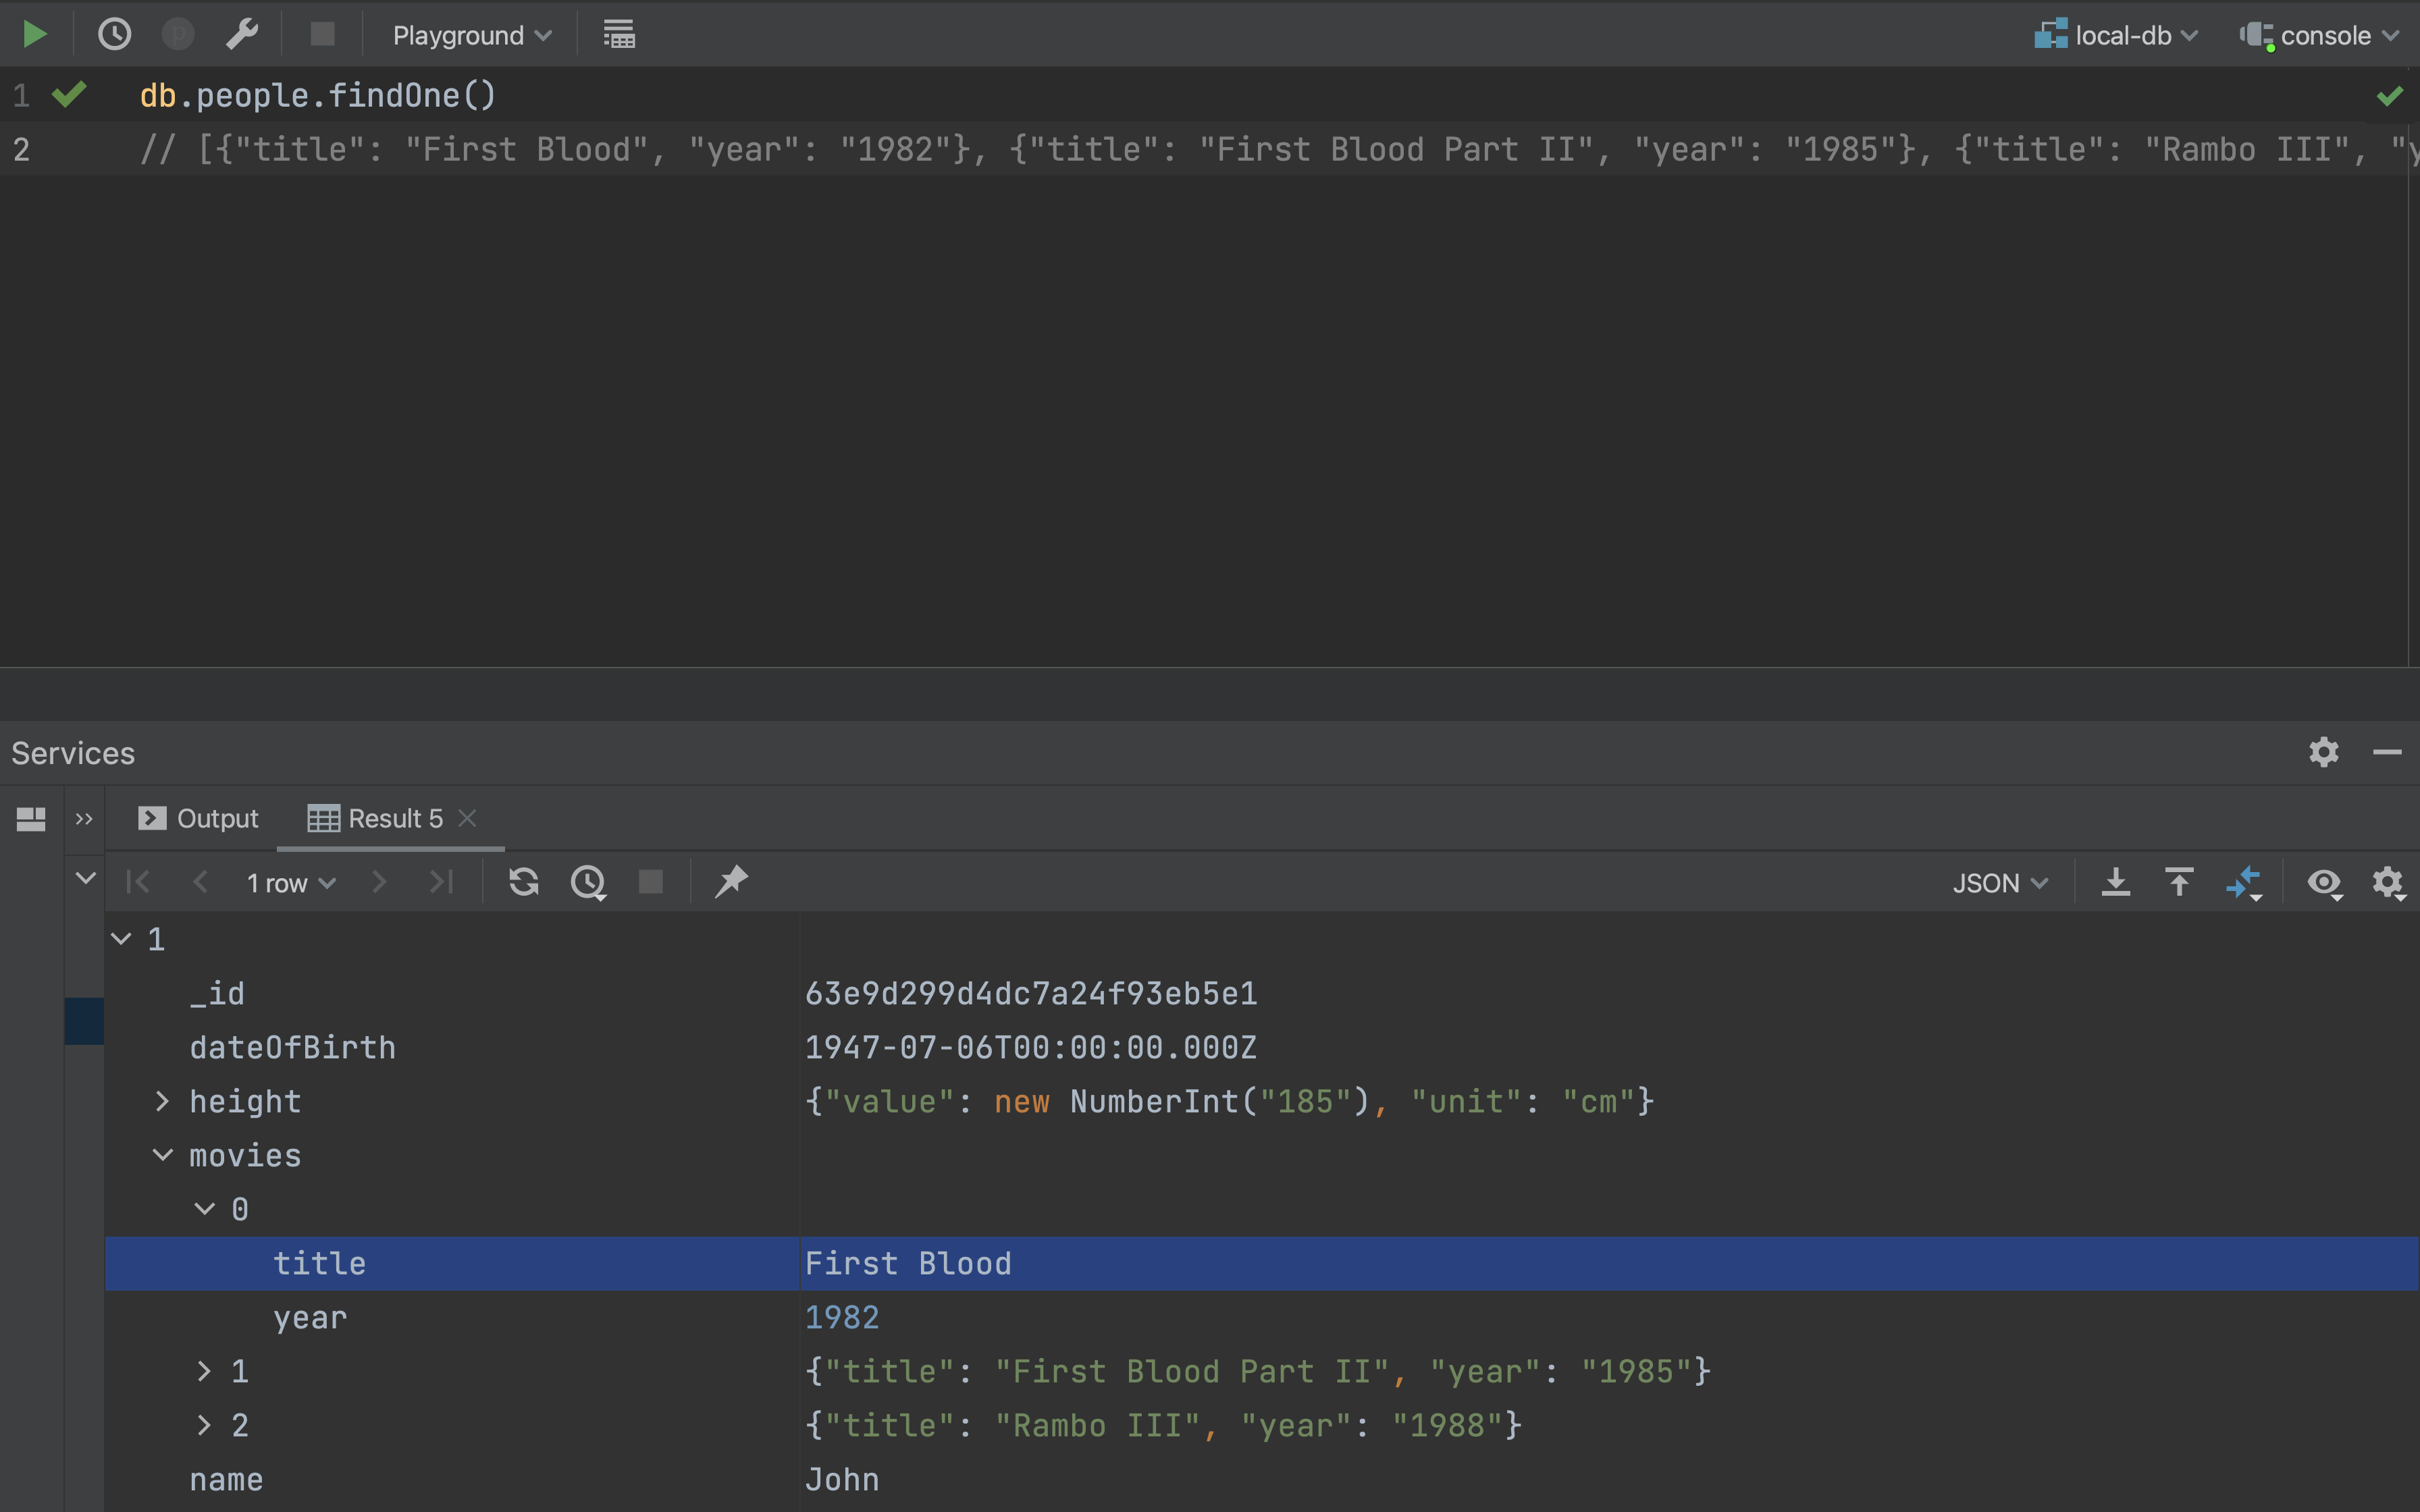 Playground local-db console
1 db.people.findOne()
2 // [{"title": "First Blood", "year": "1982"}, {"title": "First Blood Part II", "year": "1985"}, {"title": "Rambo III", "y
Services
Output Result 5
1 row JSON
1
_id 63e9d299d4dc7a24f93eb5e1
dateOfBirth 1947-07-06T00:00:00.000Z
height {"value": new NumberInt("185"), "unit": "cm"}
movies
0
title First Blood
year 1982
1 {"title": "First Blood Part II", "year": "1985"}
2 {"title": "Rambo III", "year": "1988"}
name John